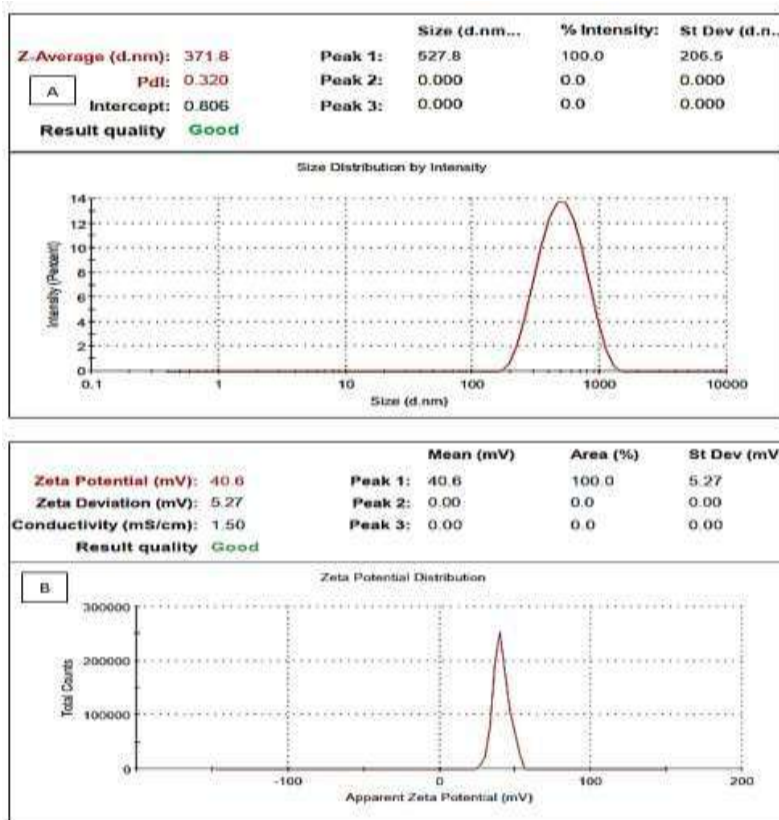 Size (d.nm... % Intensity: St Dev (d.n...
Z-Average (d.nm): 371.8 Peak 1: 527.8 100.0 206.5
PdI: 0.320 Peak 2: 0.000 0.0 0.000
A
Intercept: 0.806 Peak 3: 0.000 0.0 0.000
Result quality Good
Size Distribution by Intensity
Intensity (Percent)
14
12
10
8
6
4
2
0
0.1 1 10 100 1000 10000
Size (d.nm)
Mean (mV) Area (%) St Dev (mV
Zeta Potential (mV): 40.6 Peak 1: 40.6 100.0 5.27
Zeta Deviation (mV): 5.27 Peak 2: 0.00 0.0 0.00
Conductivity (mS/cm): 1.50 Peak 3: 0.00 0.0 0.00
Result quality Good
B
Zeta Potential Distribution
Total Counts
300000
200000
100000
0
-100 0 100 200
Apparent Zeta Potential (mV)